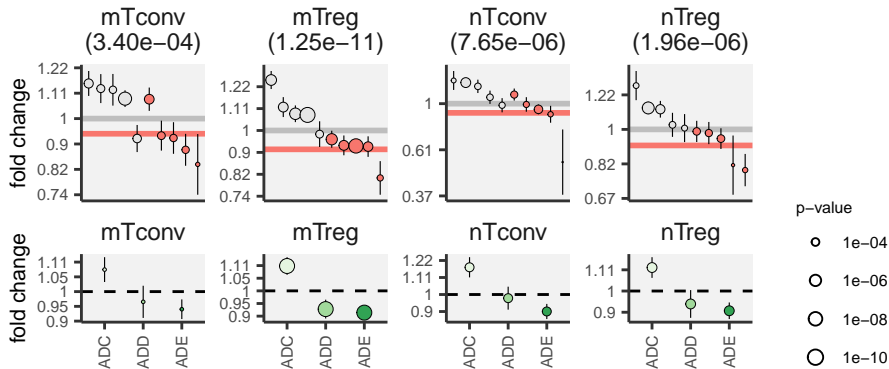 mTconv
(3.40e−04)
mTreg
(1.25e−11)
nTconv
(7.65e−06)
nTreg
(1.96e−06)
fold change
1.22
1.11
1
0.9
0.82
0.74
1.22
1.11
1
0.9
0.82
0.74
1
0.61
0.37
1.22
1
0.82
0.67
mTconv
mTreg
nTconv
nTreg
fold change
1.11
1.05
1
0.95
0.9
1.11
1.05
1
0.95
0.9
1.22
1.11
1
0.9
1.11
1
0.9
ADC
ADD
ADE
ADC
ADD
ADE
ADC
ADD
ADE
ADC
ADD
ADE
p−value
1e−04
1e−06
1e−08
1e−10